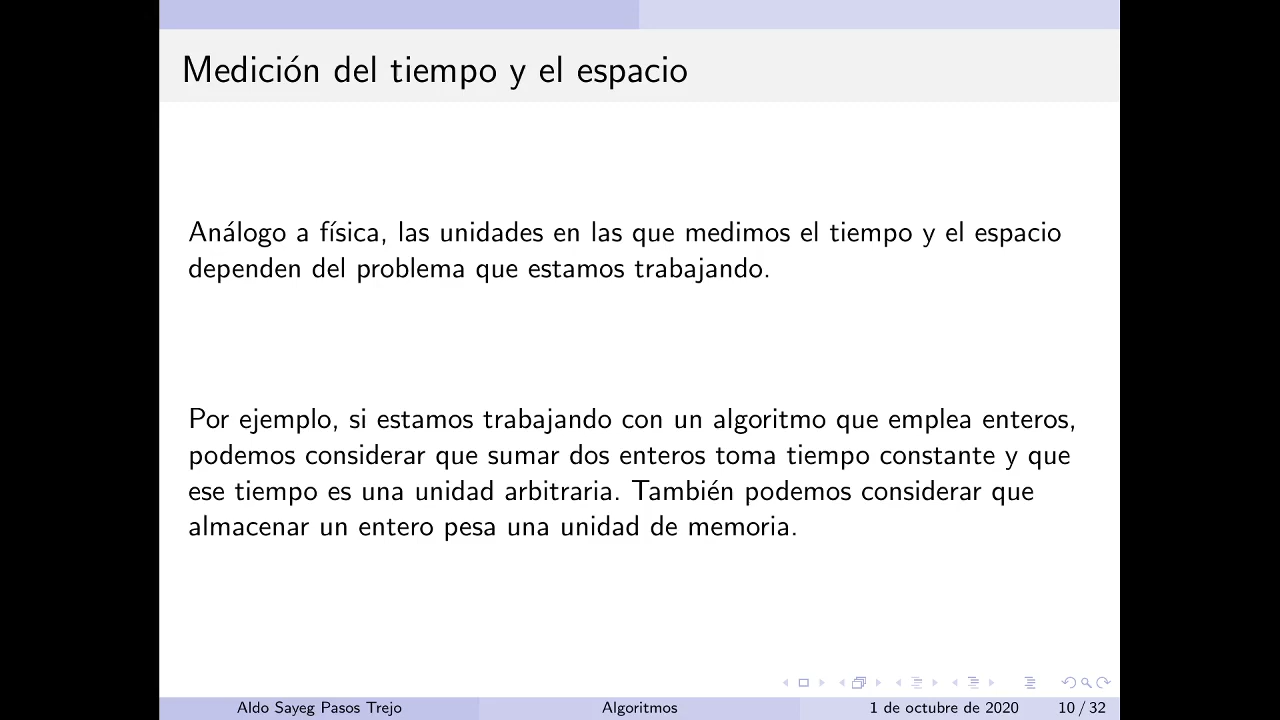 Medición del tiempo y el espacio
Análogo a física, las unidades en las que medimos el tiempo y el espacio
dependen del problema que estamos trabajando.
Por ejemplo, si estamos trabajando con un algoritmo que emplea enteros,
podemos considerar que sumar dos enteros toma tiempo constante y que
ese tiempo es una unidad arbitraria. También podemos considerar que
almacenar un entero pesa una unidad de memoria.
Aldo Sayeg Pasos Trejo
Algoritmos
1 de octubre de 2020
10 / 32